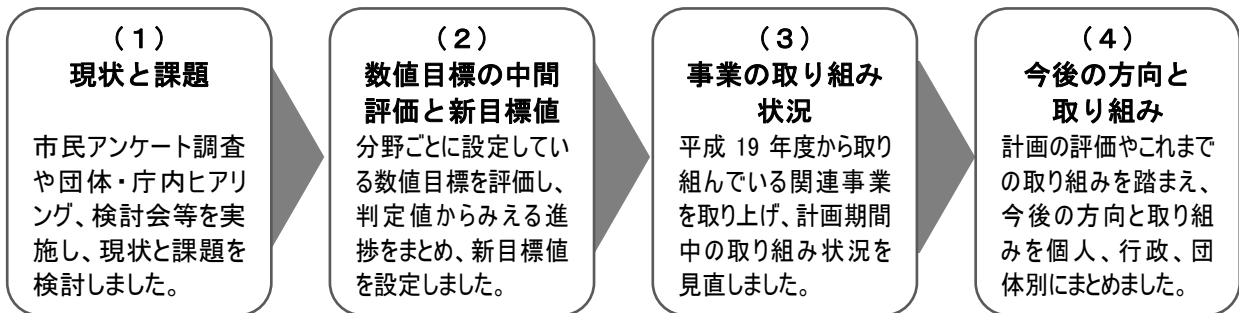 （１）
現状と課題
市民アンケート調査
や団体・庁内ヒアリ
ング、検討会等を実
施し、現状と課題を
検討しました。
（２）
数値目標の中間
評価と新目標値
分野ごとに設定してい
る数値目標を評価し、
判定値からみえる進
捗をまとめ、新目標値
を設定しました。
（３）
事業の取り組み
状況
平成 19 年度から取り
組んでいる関連事業
を取り上げ、計画期間
中の取り組み状況を
見直しました。
（４）
今後の方向と
取り組み
計画の評価やこれまで
の取り組みを踏まえ、
今後の方向と取り組
みを個人、行政、団
体別にまとめました。